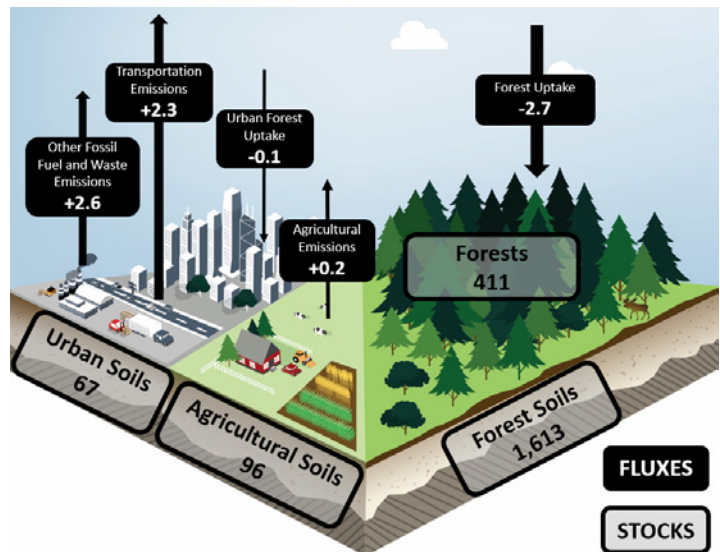 Transportation
Emissions
+2.3
Forest Uptake
-2.7
Urban Forest
Uptake
-0.1
Other Fossil
Fuel and Waste
Emissions
+2.6
Agricultural
Emissions
+0.2
Forests
411
Urban Soils
67
Agricultural Soils
96
Forest Soils
1,613
FLUXES
STOCKS